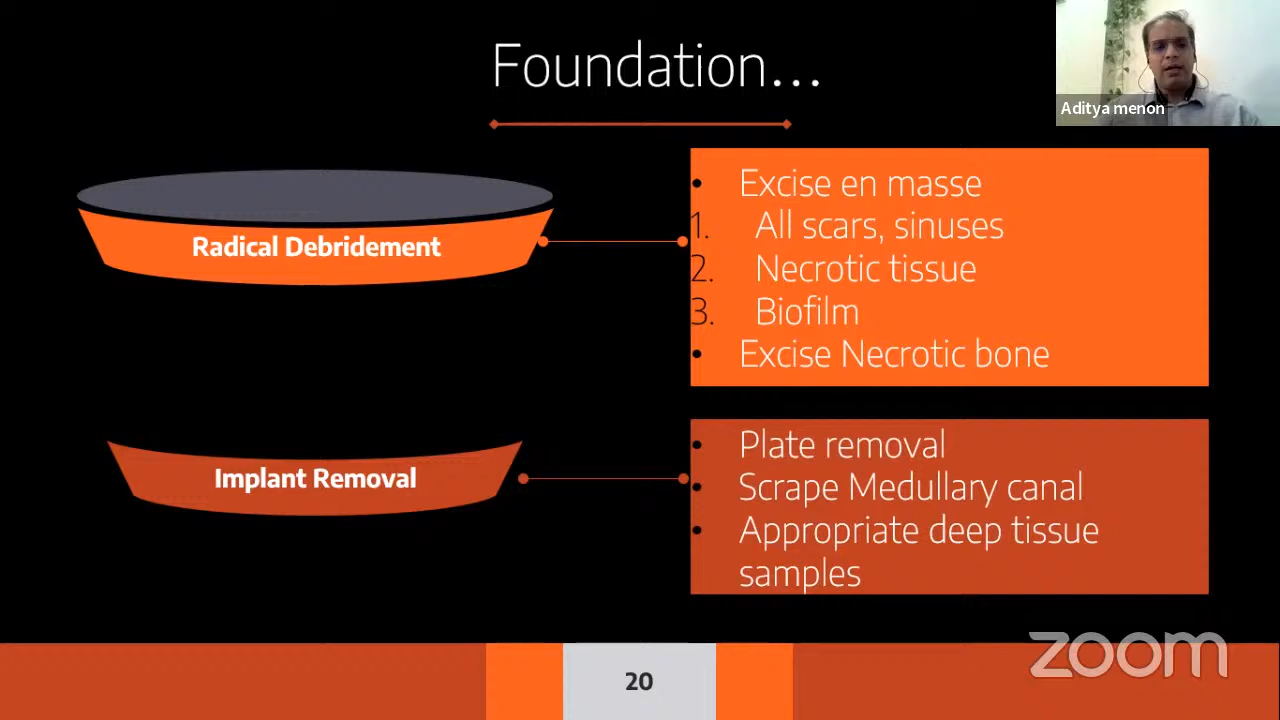 Foundation...
Aditya menon
Radical Debridement
• Excise en masse
1. All scars, sinuses
2. Necrotic tissue
3. Biofilm
• Excise Necrotic bone
Implant Removal
• Plate removal
• Scrape Medullary canal
• Appropriate deep tissue
samples
zoom
20